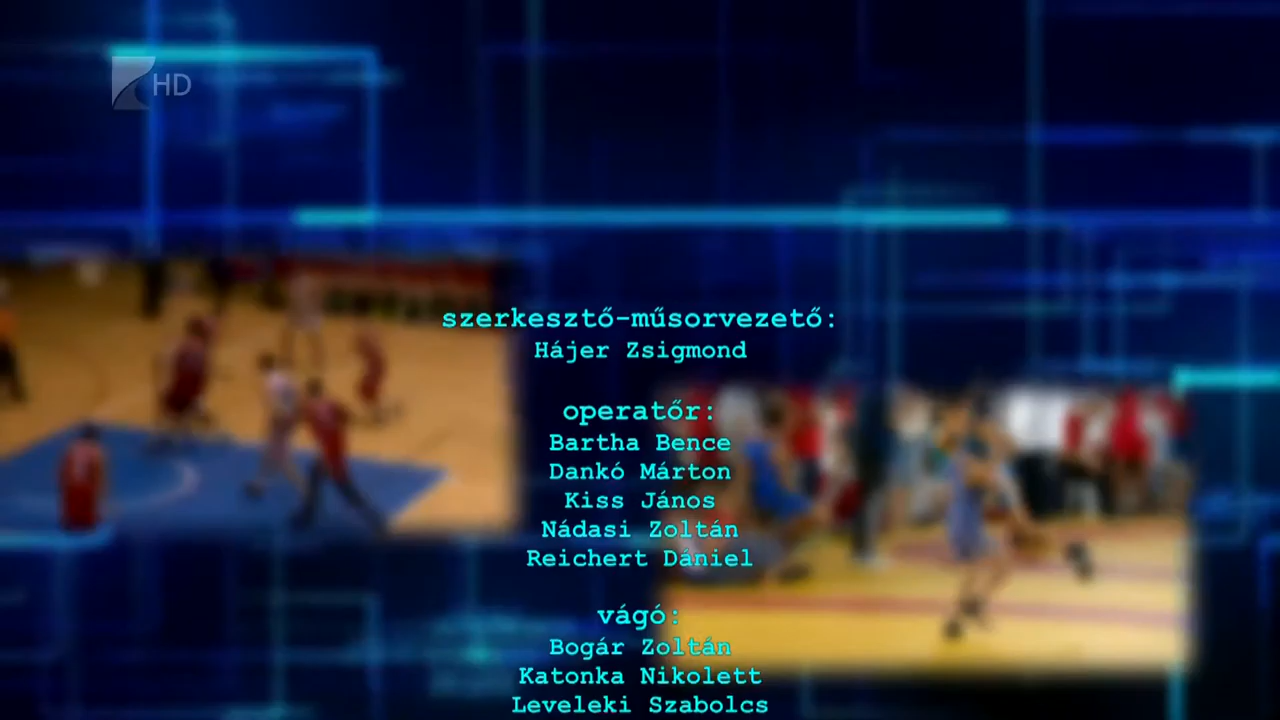 HD
szerkesztő-műsorvezető:
Hájer Zsigmond
operatőr:
Bartha Bence
Dankó Márton
Kiss János
Nádasi Zoltán
Reichert Dániel
vágó:
Bogár Zoltán
Katonka Nikolett
Leveleki Szabolcs